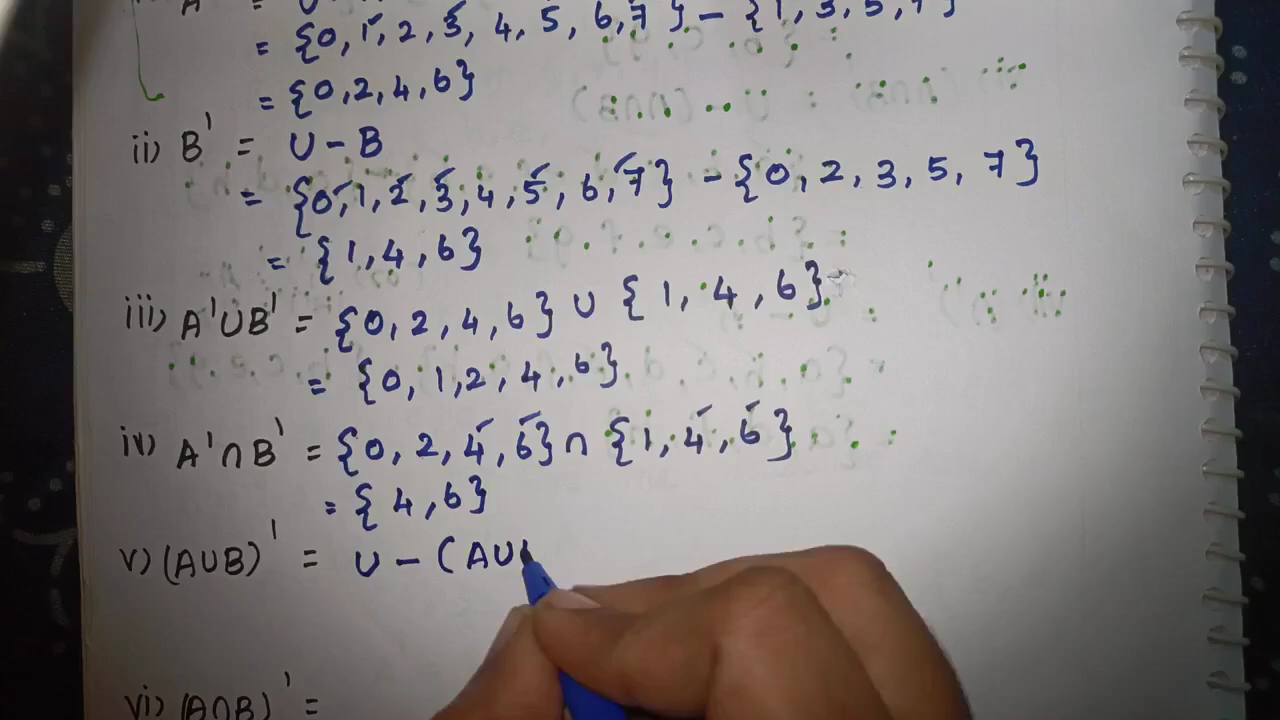 A' = U
= {0, 1, 2, 3, 4, 5, 6, 7} - {1, 3, 5, 7}
= {0, 2, 4, 6}
ii) B' = U - B
= {0, 1, 2, 3, 4, 5, 6, 7} - {0, 2, 3, 5, 7}
= {1, 4, 6}
iii) A'∪B' = {0, 2, 4, 6} ∪ {1, 4, 6}
= {0, 1, 2, 4, 6}
iv) A'∩B' = {0, 2, 4, 6} ∩ {1, 4, 6}
= {4, 6}
v) (A∪B)' = U - (A∪
vi) (A∩B)' =